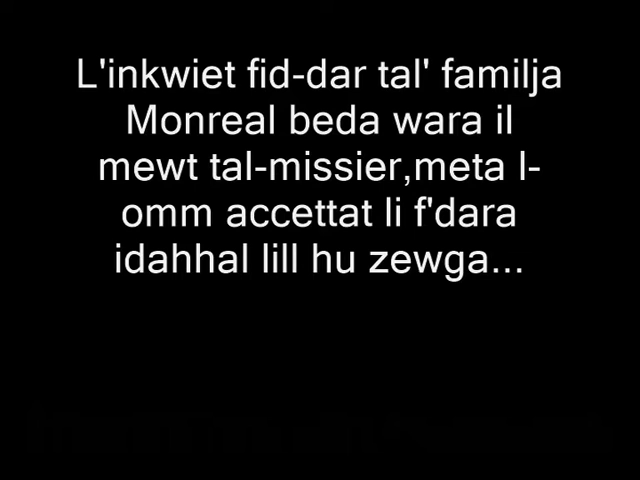 L'inkwiet fid-dar tal' familja
Monreal beda wara il
mewt tal-missier,meta l-
omm accettat li f'dara
idahhal lill hu zewga...